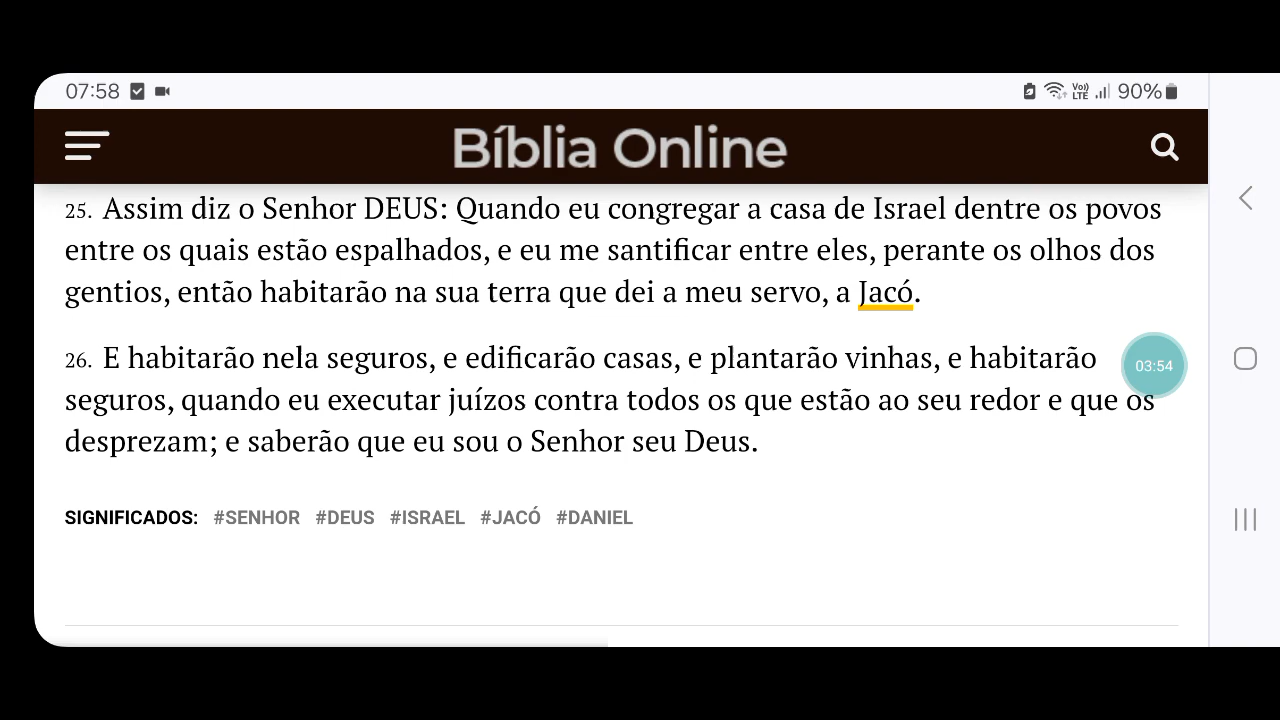 07:58
Vo)) LTE 90%
Bíblia Online
25. Assim diz o Senhor DEUS: Quando eu congregar a casa de Israel dentre os povos
entre os quais estão espalhados, e eu me santificar entre eles, perante os olhos dos
gentios, então habitarão na sua terra que dei a meu servo, a Jacó.
26. E habitarão nela seguros, e edificarão casas, e plantarão vinhas, e habitarão
03:54
seguros, quando eu executar juízos contra todos os que estão ao seu redor e que os
desprezam; e saberão que eu sou o Senhor seu Deus.
SIGNIFICADOS: #SENHOR #DEUS #ISRAEL #JACÓ #DANIEL